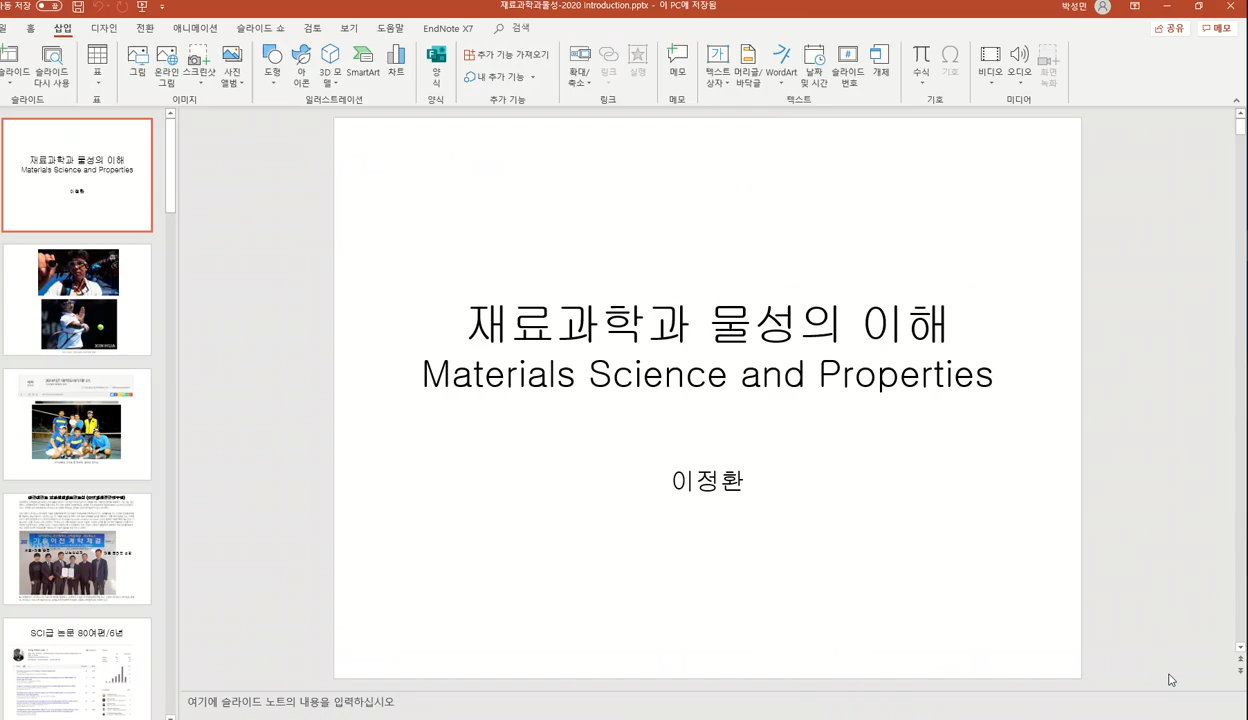 자동 저장
재료과학과물성-2020 Introduction.pptx - 이 PC에 저장됨
박성민
홈 삽입 디자인 전환 애니메이션 슬라이드 쇼 검토 보기 도움말 EndNote X7 검색
공유 메모
슬라이드
슬라이드 다시 사용
표
그림
온라인 그림
스크린샷
사진 앨범
도형
아이콘
3D 모델
SmartArt
차트
양식
추가 기능 가져오기
내 추가 기능
확대/축소
링크
실행
메모
텍스트 상자
머리글/바닥글
WordArt
날짜 및 시간
슬라이드 번호
개체
수식
기호
비디오
오디오
화면 녹화
슬라이드 표 이미지 일러스트레이션 양식 추가 기능 링크 메모 텍스트 기호 미디어
재료과학과 물성의 이해
Materials Science and Properties
이정환
기술이전 계약 체결
SCI급 논문 80여편/6년
재료과학과 물성의 이해
Materials Science and Properties
이정환
여기에 슬라이드 노트의 내용을 입력하십시오